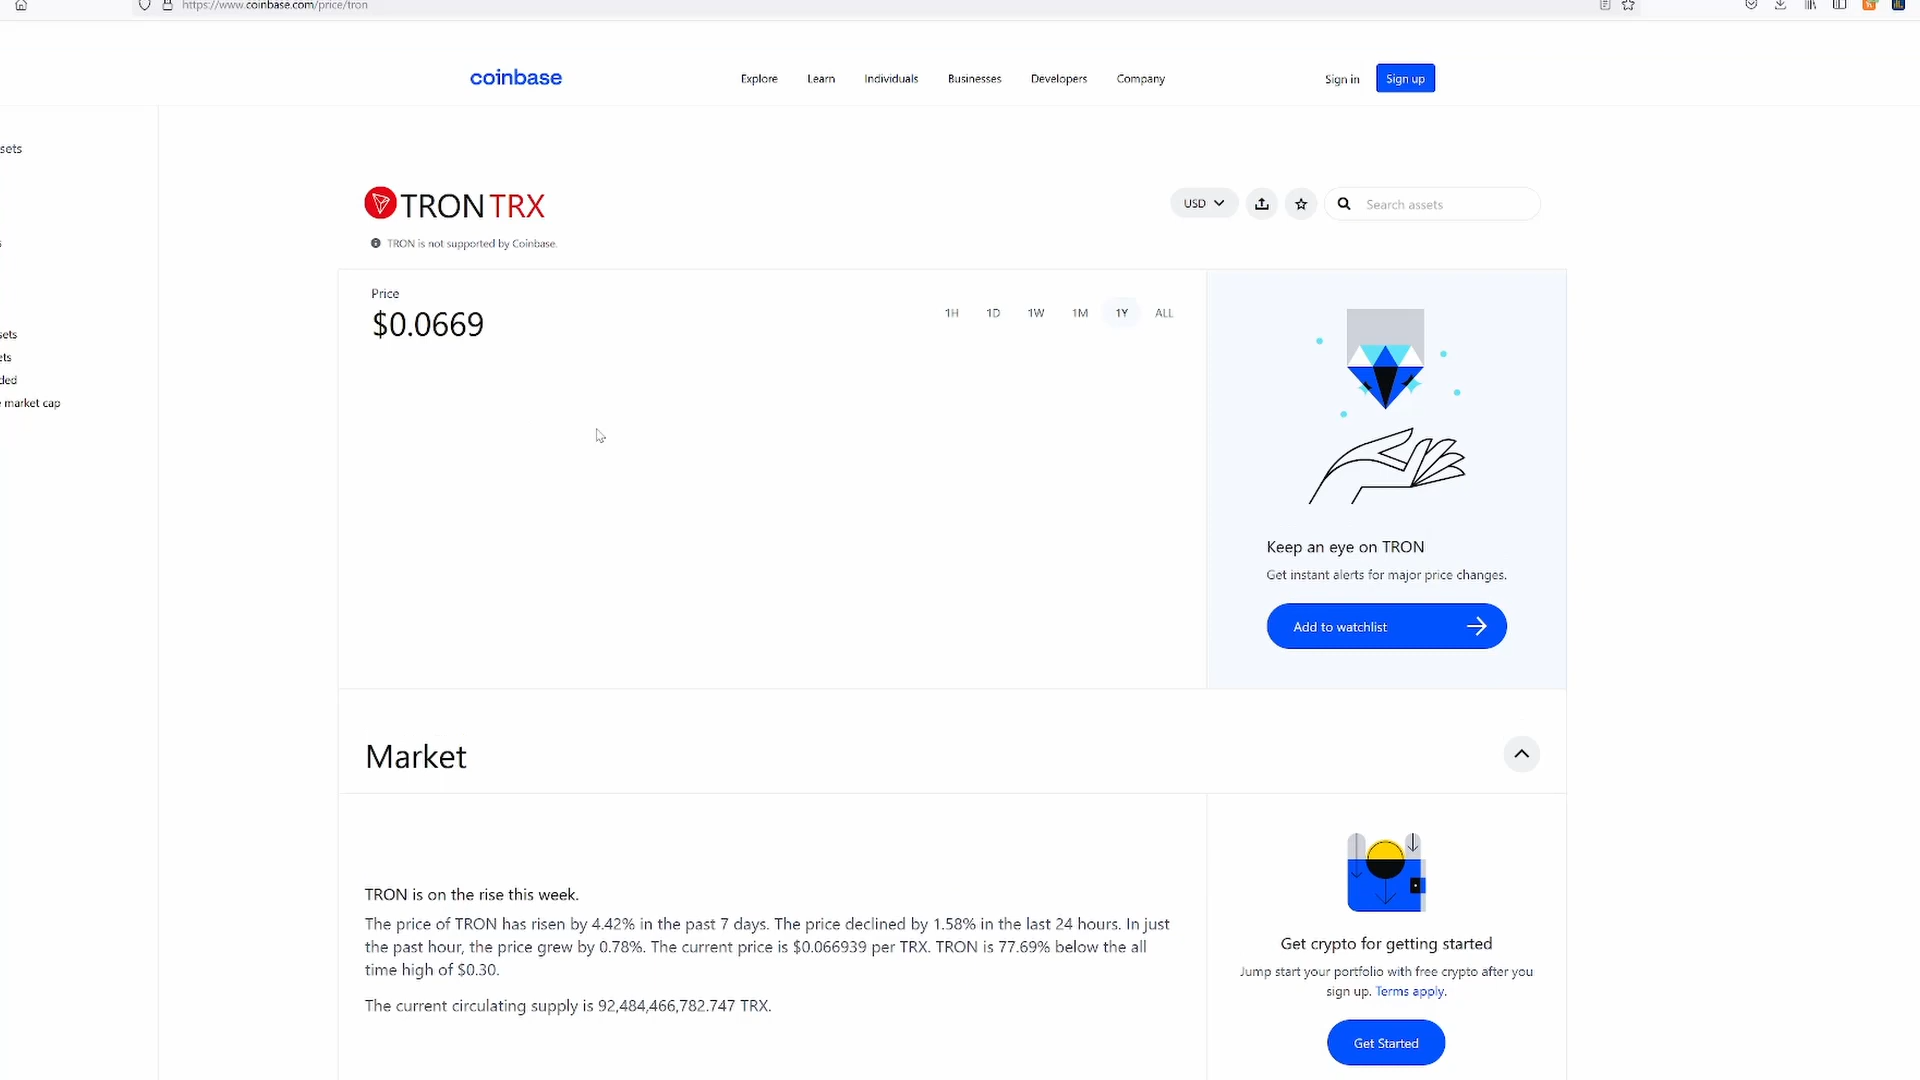 https://www.coinbase.com/price/tron
coinbase
Explore
Learn
Individuals
Businesses
Developers
Company
Sign in
Sign up
sets
s
sets
ets
ded
market cap
TRON TRX
TRON is not supported by Coinbase.
USD
Search assets
Price
$0.0669
1H
1D
1W
1M
1Y
ALL
Keep an eye on TRON
Get instant alerts for major price changes.
Add to watchlist
Market
TRON is on the rise this week.
The price of TRON has risen by 4.42% in the past 7 days. The price declined by 1.58% in the last 24 hours. In just
the past hour, the price grew by 0.78%. The current price is $0.066939 per TRX. TRON is 77.69% below the all
time high of $0.30.
The current circulating supply is 92,484,466,782.747 TRX.
Get crypto for getting started
Jump start your portfolio with free crypto after you
sign up. Terms apply.
Get Started